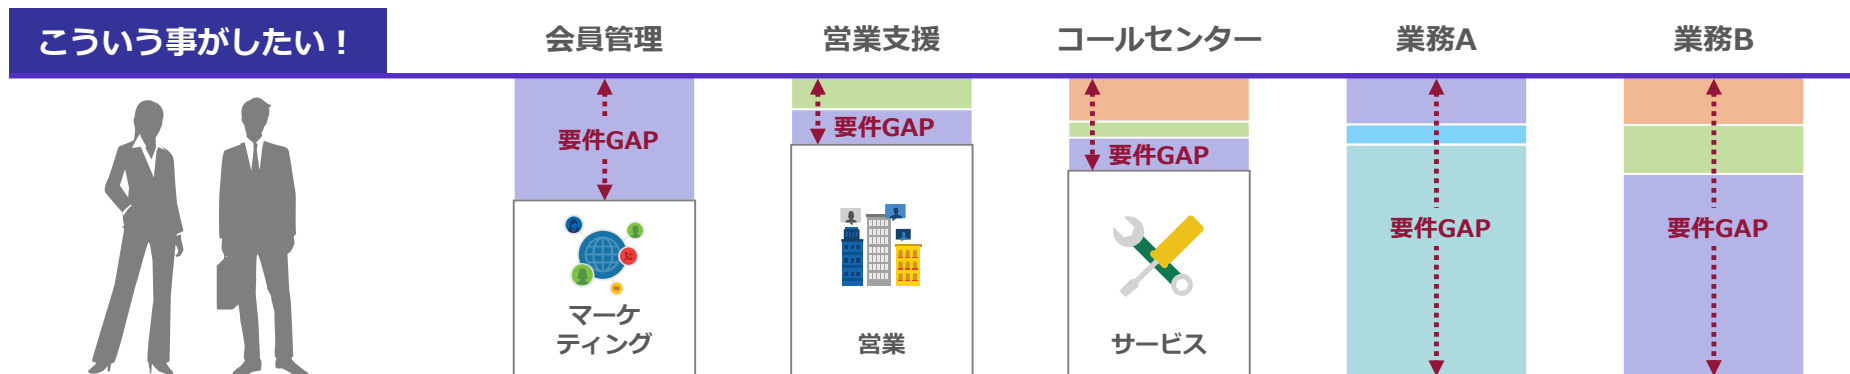 こういう事がしたい！
会員管理
営業支援
コールセンター
業務A
業務B
要件GAP
要件GAP
要件GAP
要件GAP
要件GAP
マーケ
ティング
営業
サービス